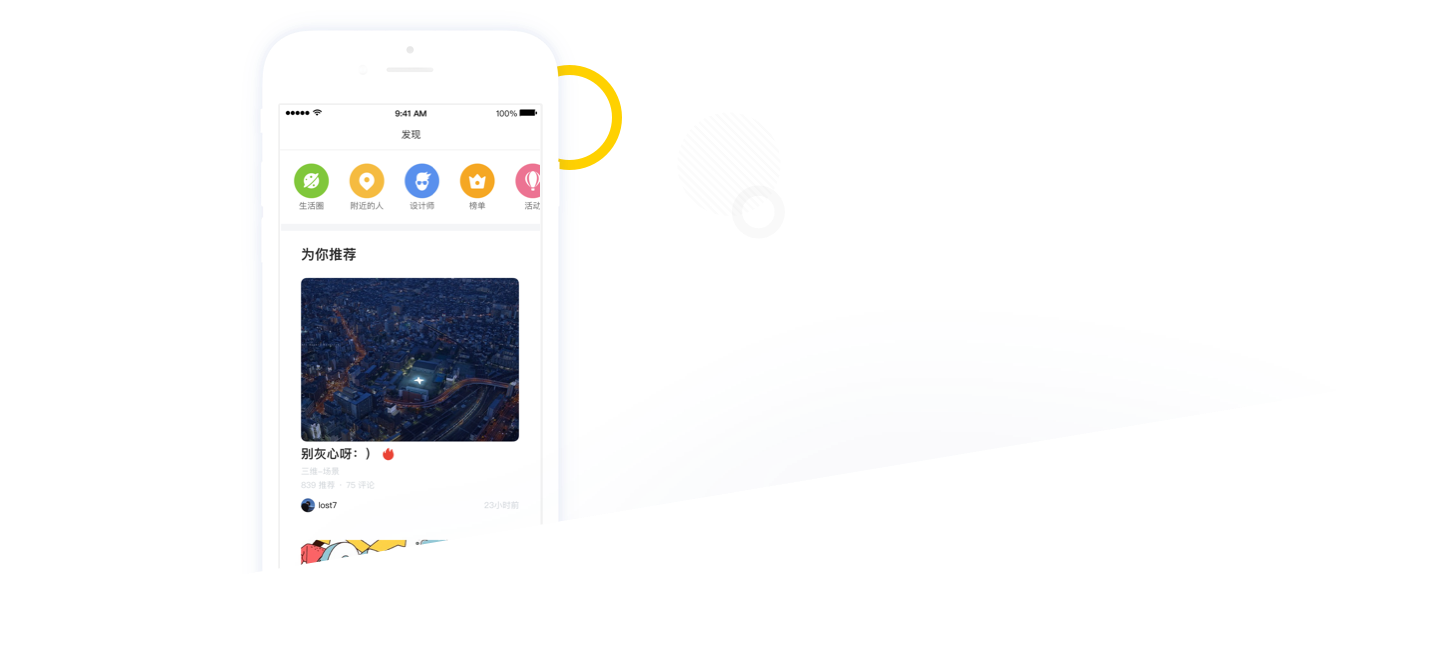 9:41 AM 100%
发现
生活圈 附近的人 设计师 榜单 活动
为你推荐
别灰心呀：）
三维-场景
839 推荐 · 75 评论
lost7 23小时前